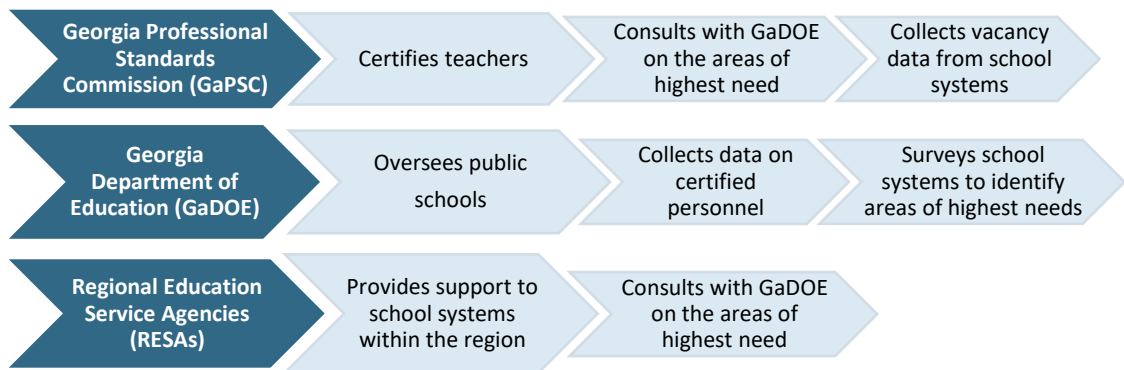 Georgia Professional
Standards
Commission (GaPSC)
Certifies teachers
Consults with GaDOE
on the areas of
highest need
Collects vacancy
data from school
systems
Georgia
Department of
Education (GaDOE)
Oversees public
schools
Collects data on
certified
personnel
Surveys school
systems to identify
areas of highest needs
Regional Education
Service Agencies
(RESAs)
Provides support to
school systems
within the region
Consults with GaDOE
on the areas of
highest need